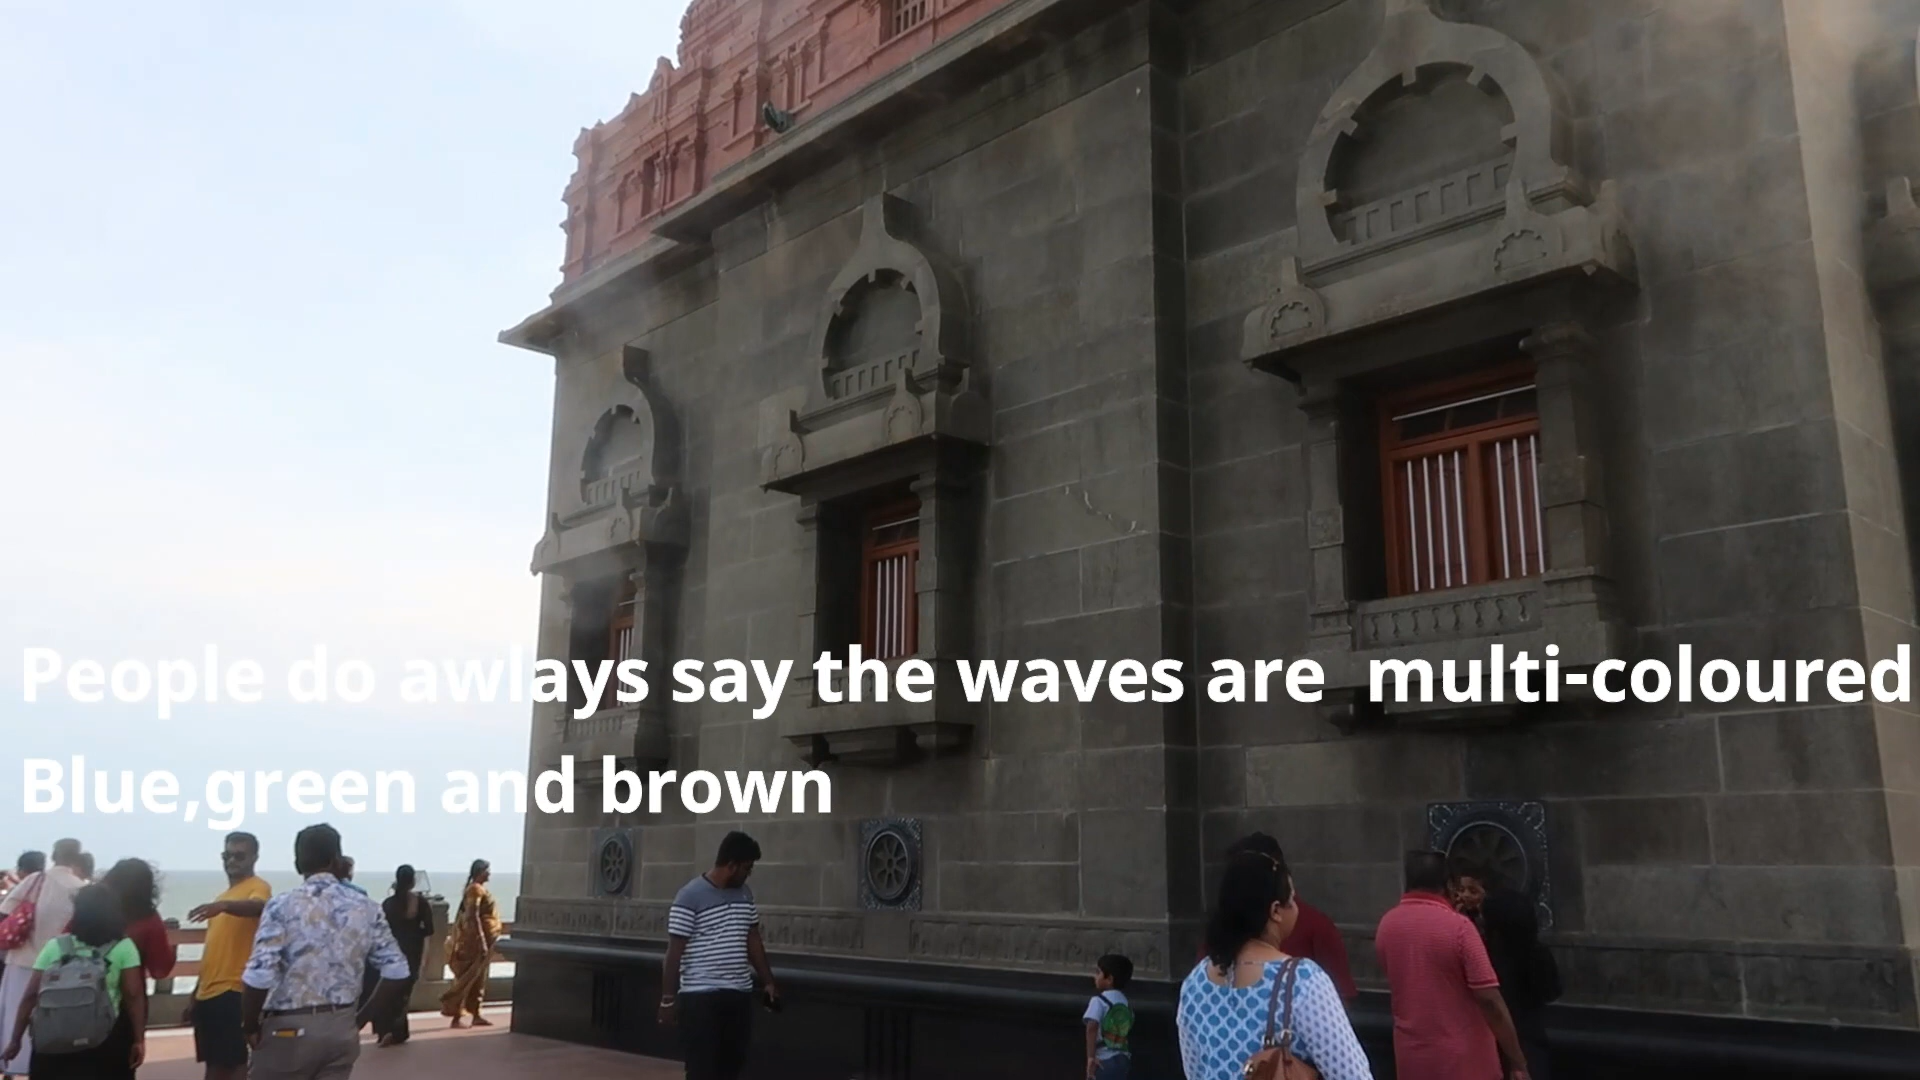 People do awlays say the waves are  multi-coloured
Blue,green and brown